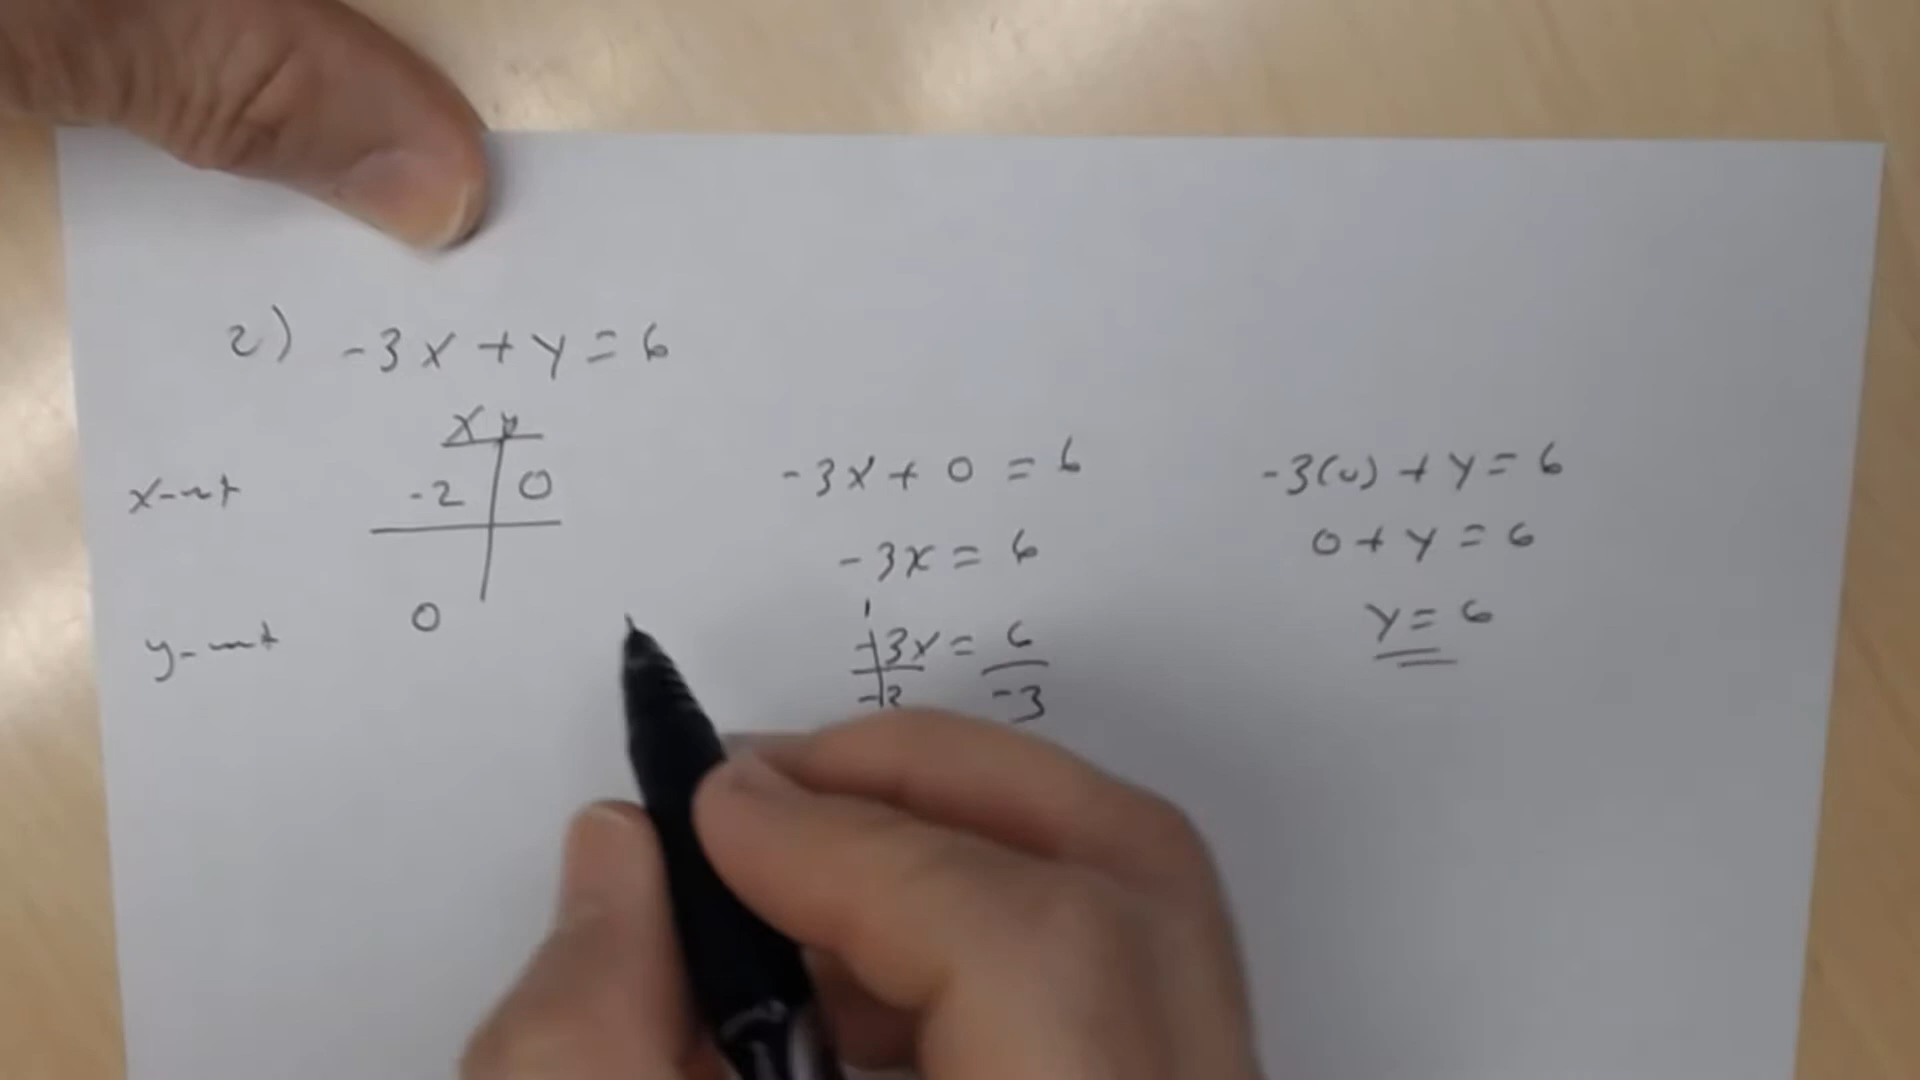 2) -3x + y = 6
x y
x-int -2 0
y-int 0
-3x + 0 = 6
-3x = 6
-3x = 6
-3 -3
-3(0) + y = 6
0 + y = 6
y = 6